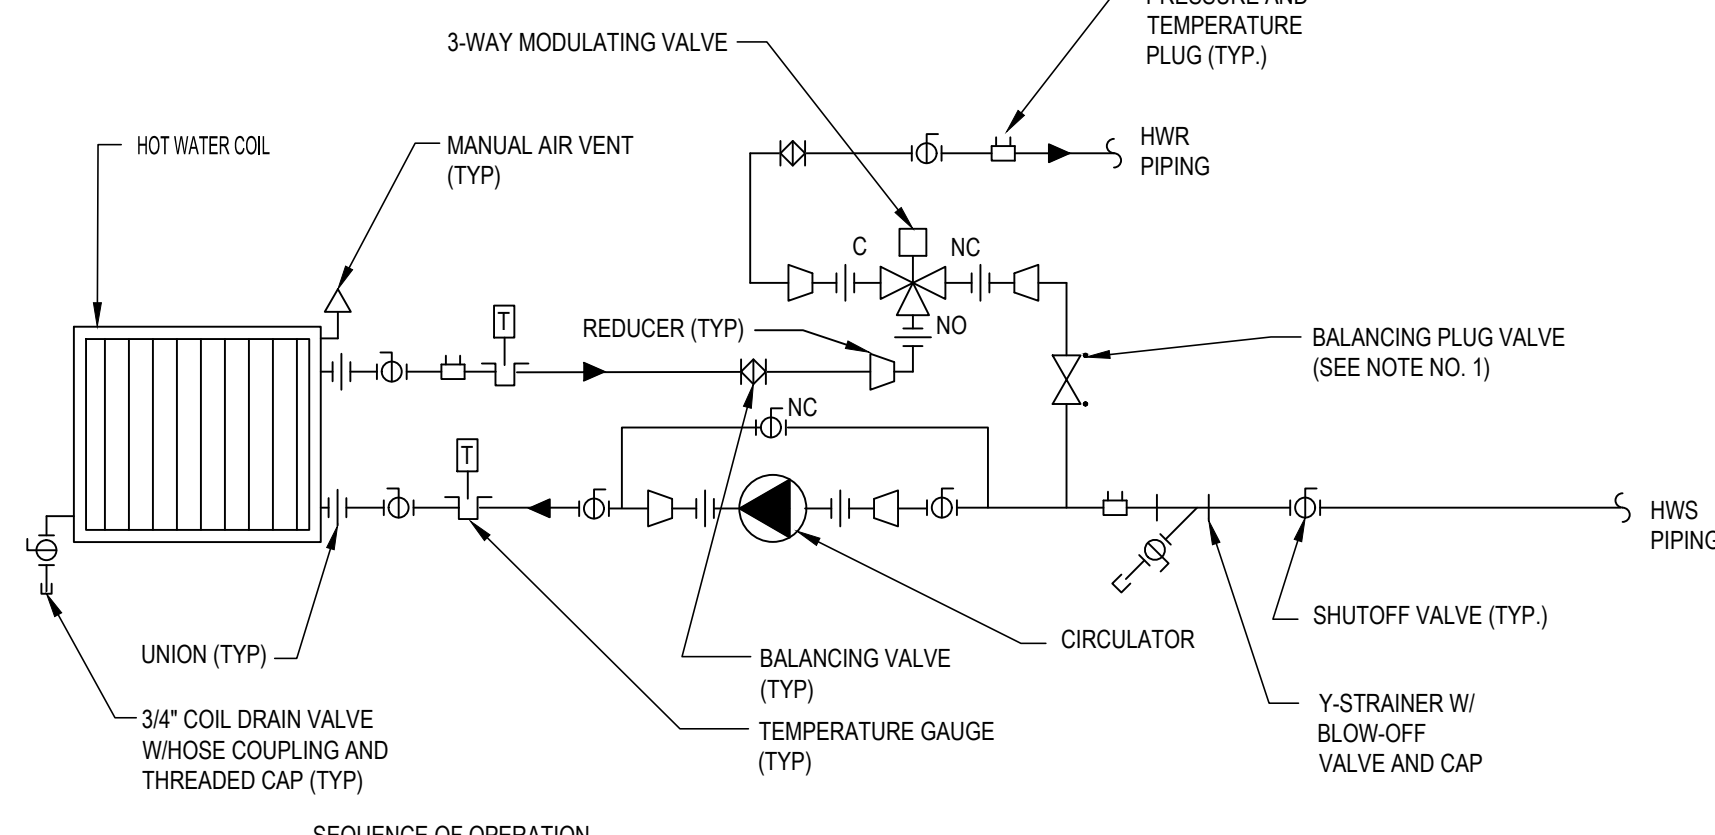 PRESSURE AND
TEMPERATURE
PLUG (TYP.)
3-WAY MODULATING VALVE
HOT WATER COIL
MANUAL AIR VENT
(TYP)
HWR
PIPING
C
NC
NO
T
REDUCER (TYP)
BALANCING PLUG VALVE
(SEE NOTE NO. 1)
NC
T
HWS
PIPING
UNION (TYP)
BALANCING VALVE
(TYP)
CIRCULATOR
SHUTOFF VALVE (TYP.)
3/4" COIL DRAIN VALVE
W/HOSE COUPLING AND
THREADED CAP (TYP)
TEMPERATURE GAUGE
(TYP)
Y-STRAINER W/
BLOW-OFF
VALVE AND CAP
SEQUENCE OF OPERATION